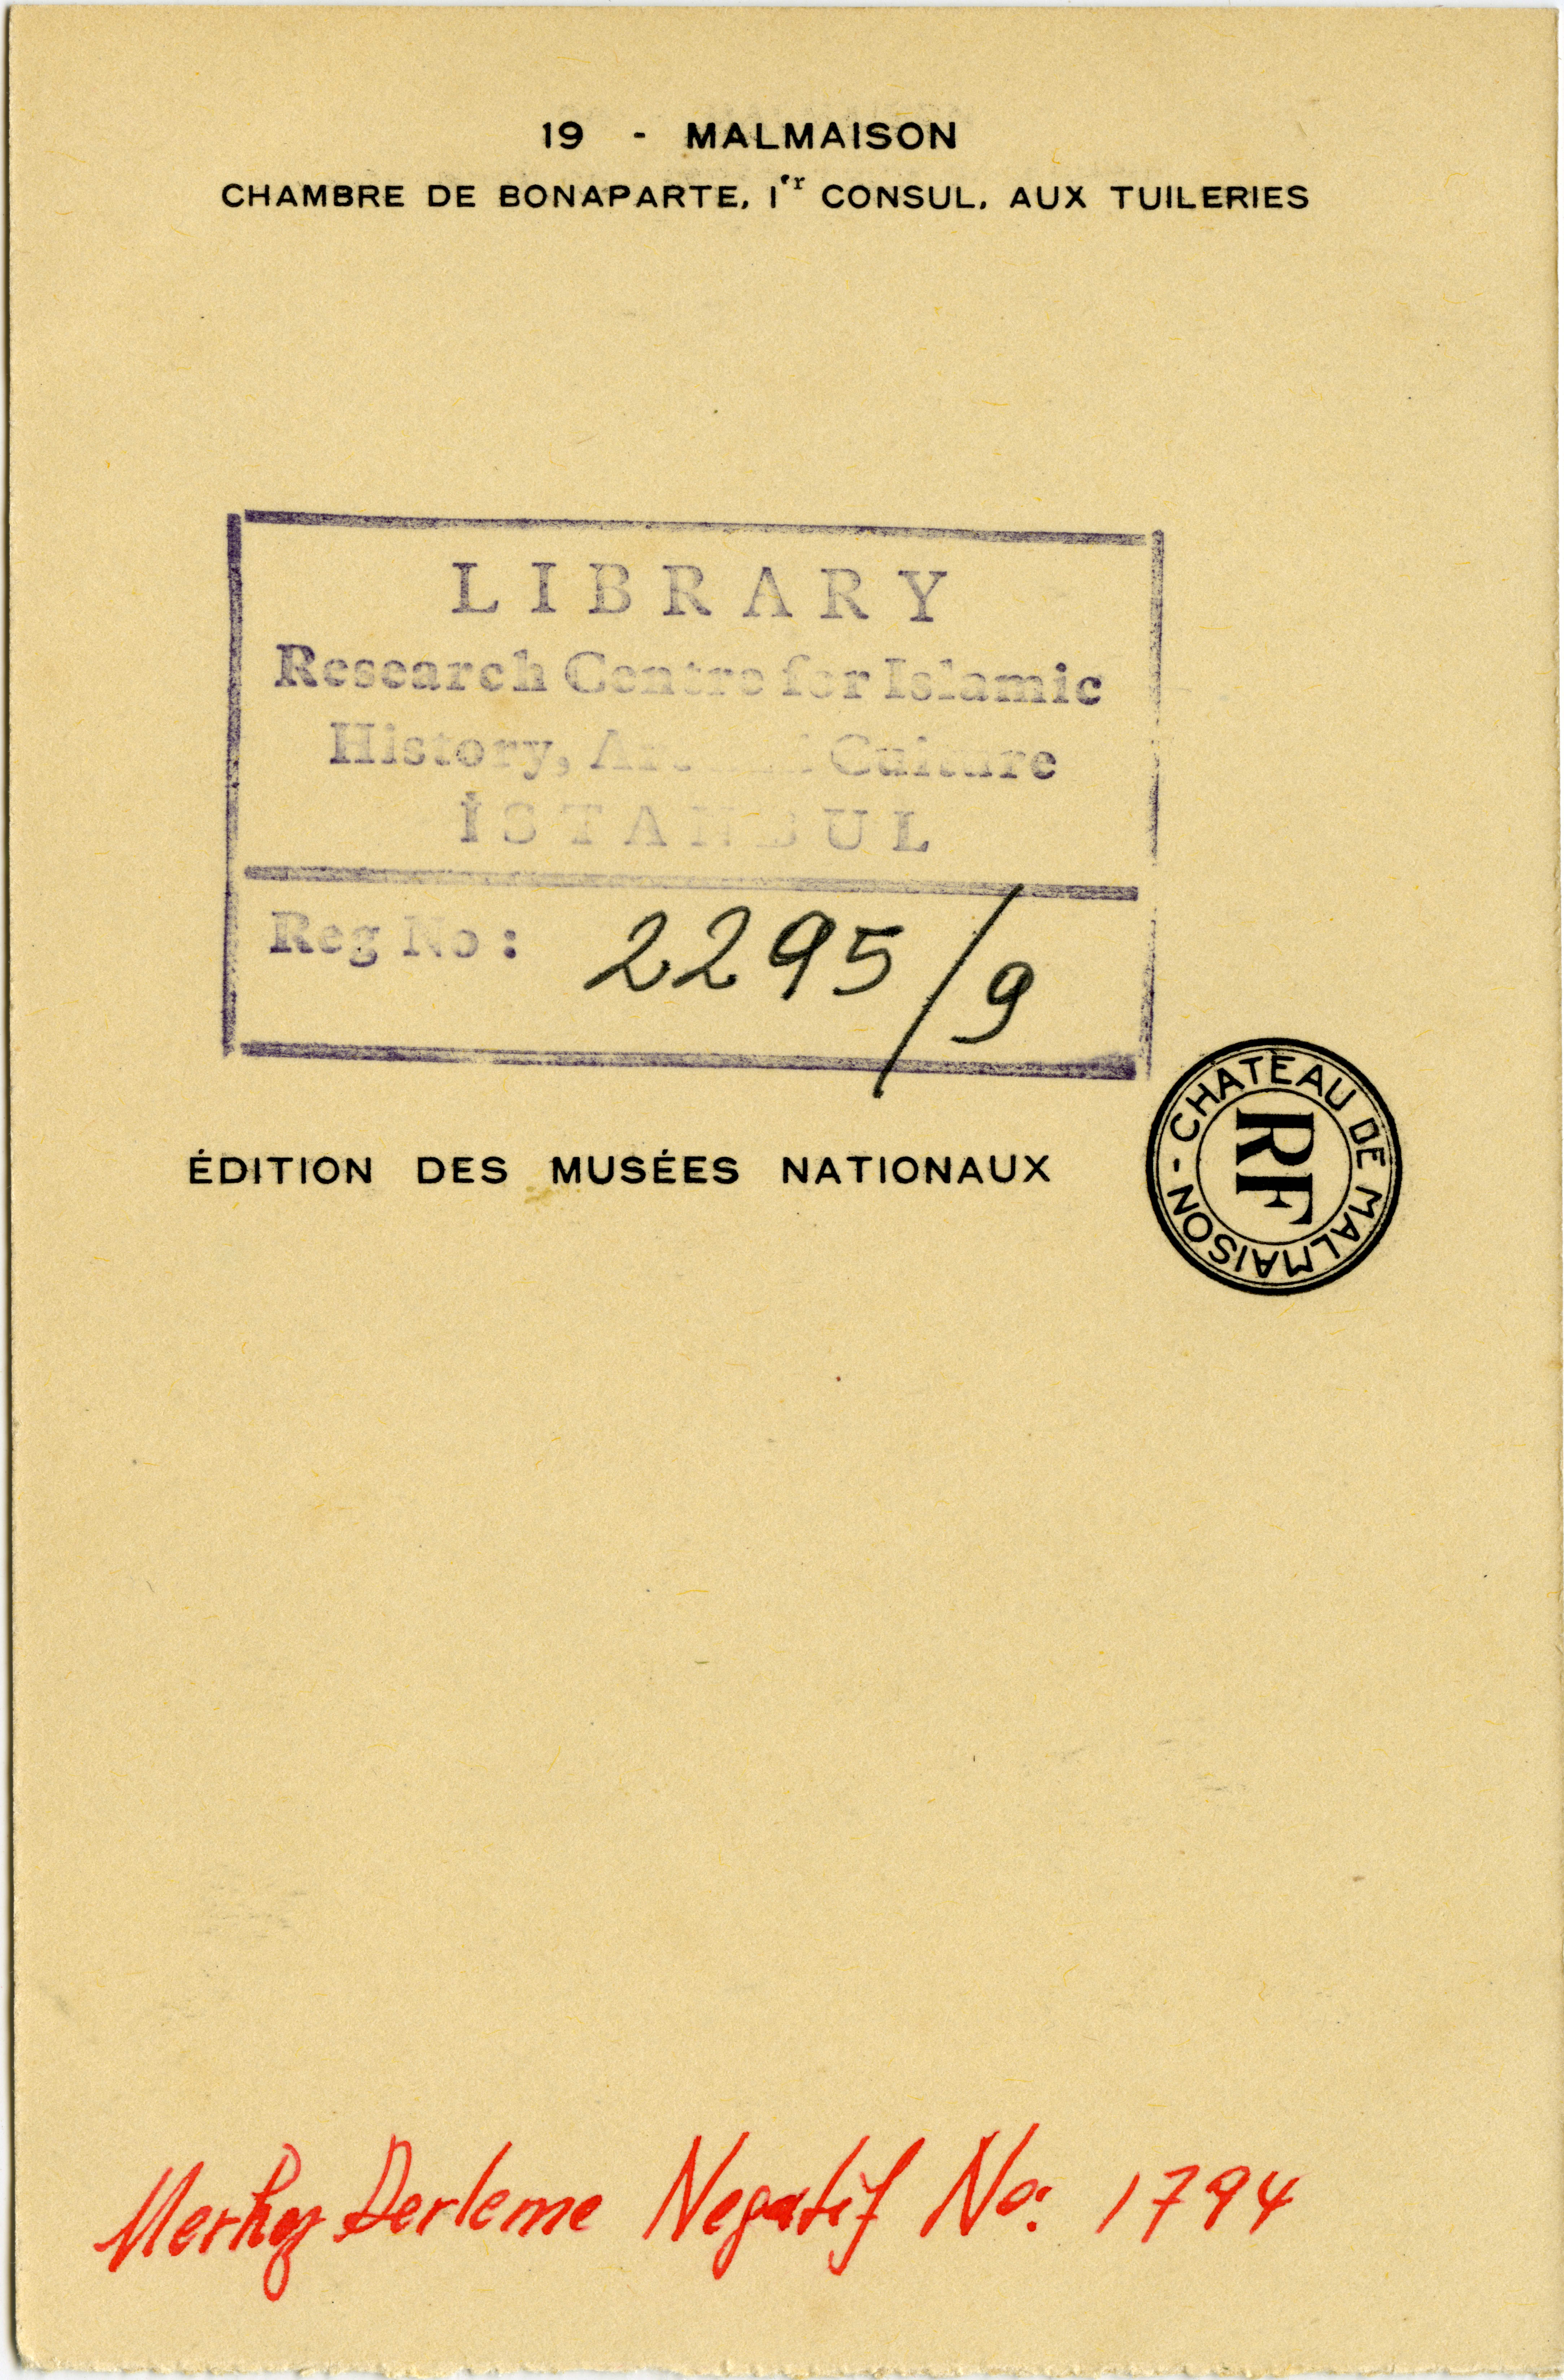 19 - MALMAISON
CHAMBRE DE BONAPARTE, 1er CONSUL, AUX TUILERIES
LIBRARY
Research Centre for Islamic
History, Art and Culture
İSTANBUL
Reg No: 2295/9
CHATEAU DE MALMAISON -
RF
ÉDITION DES MUSÉES NATIONAUX
Merkez Derleme Negatif No: 1794